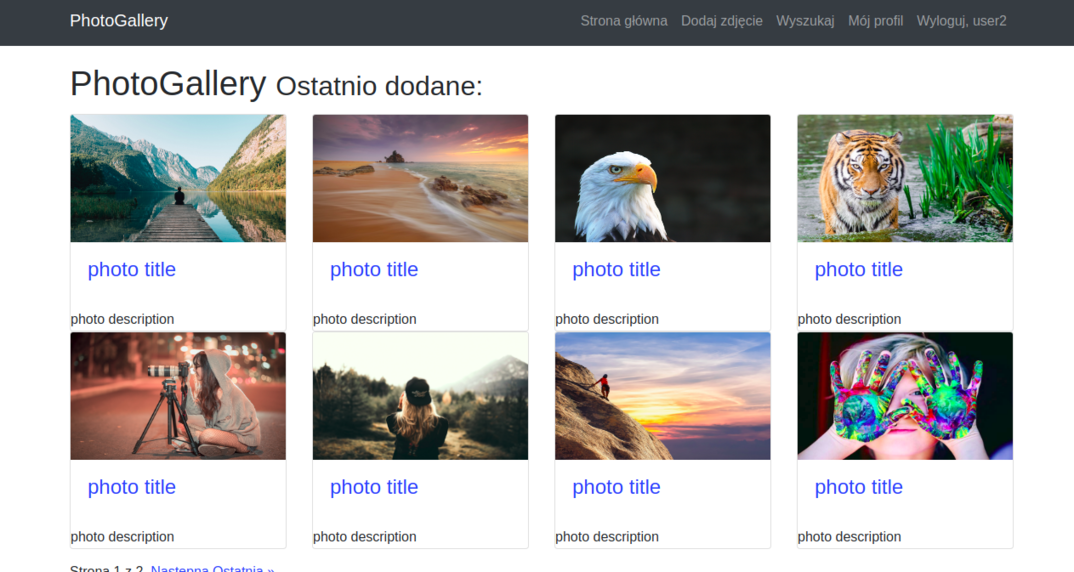 PhotoGallery
Strona główna Dodaj zdjęcie Wyszukaj Mój profil Wyloguj, user2
PhotoGallery Ostatnio dodane:
photo title
photo description
photo title
photo description
photo title
photo description
photo title
photo description
photo title
photo description
photo title
photo description
photo title
photo description
photo title
photo description
Strona 1 z 2. Następna Ostatnia »